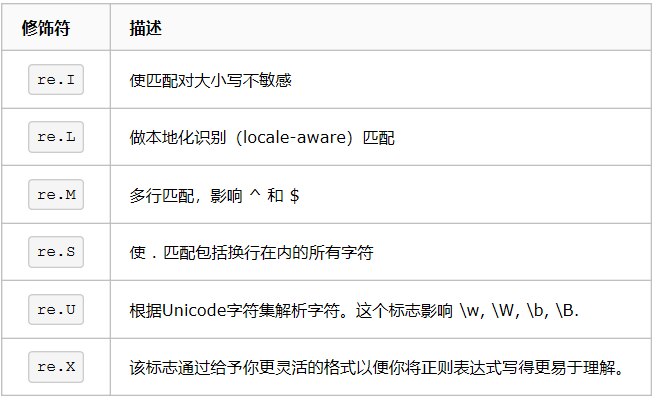 修饰符 描述
re.I 使匹配对大小写不敏感
re.L 做本地化识别（locale-aware）匹配
re.M 多行匹配，影响 ^ 和 $
re.S 使 . 匹配包括换行在内的所有字符
re.U 根据Unicode字符集解析字符。这个标志影响 \w, \W, \b, \B.
re.X 该标志通过给予你更灵活的格式以便你将正则表达式写得更易于理解。